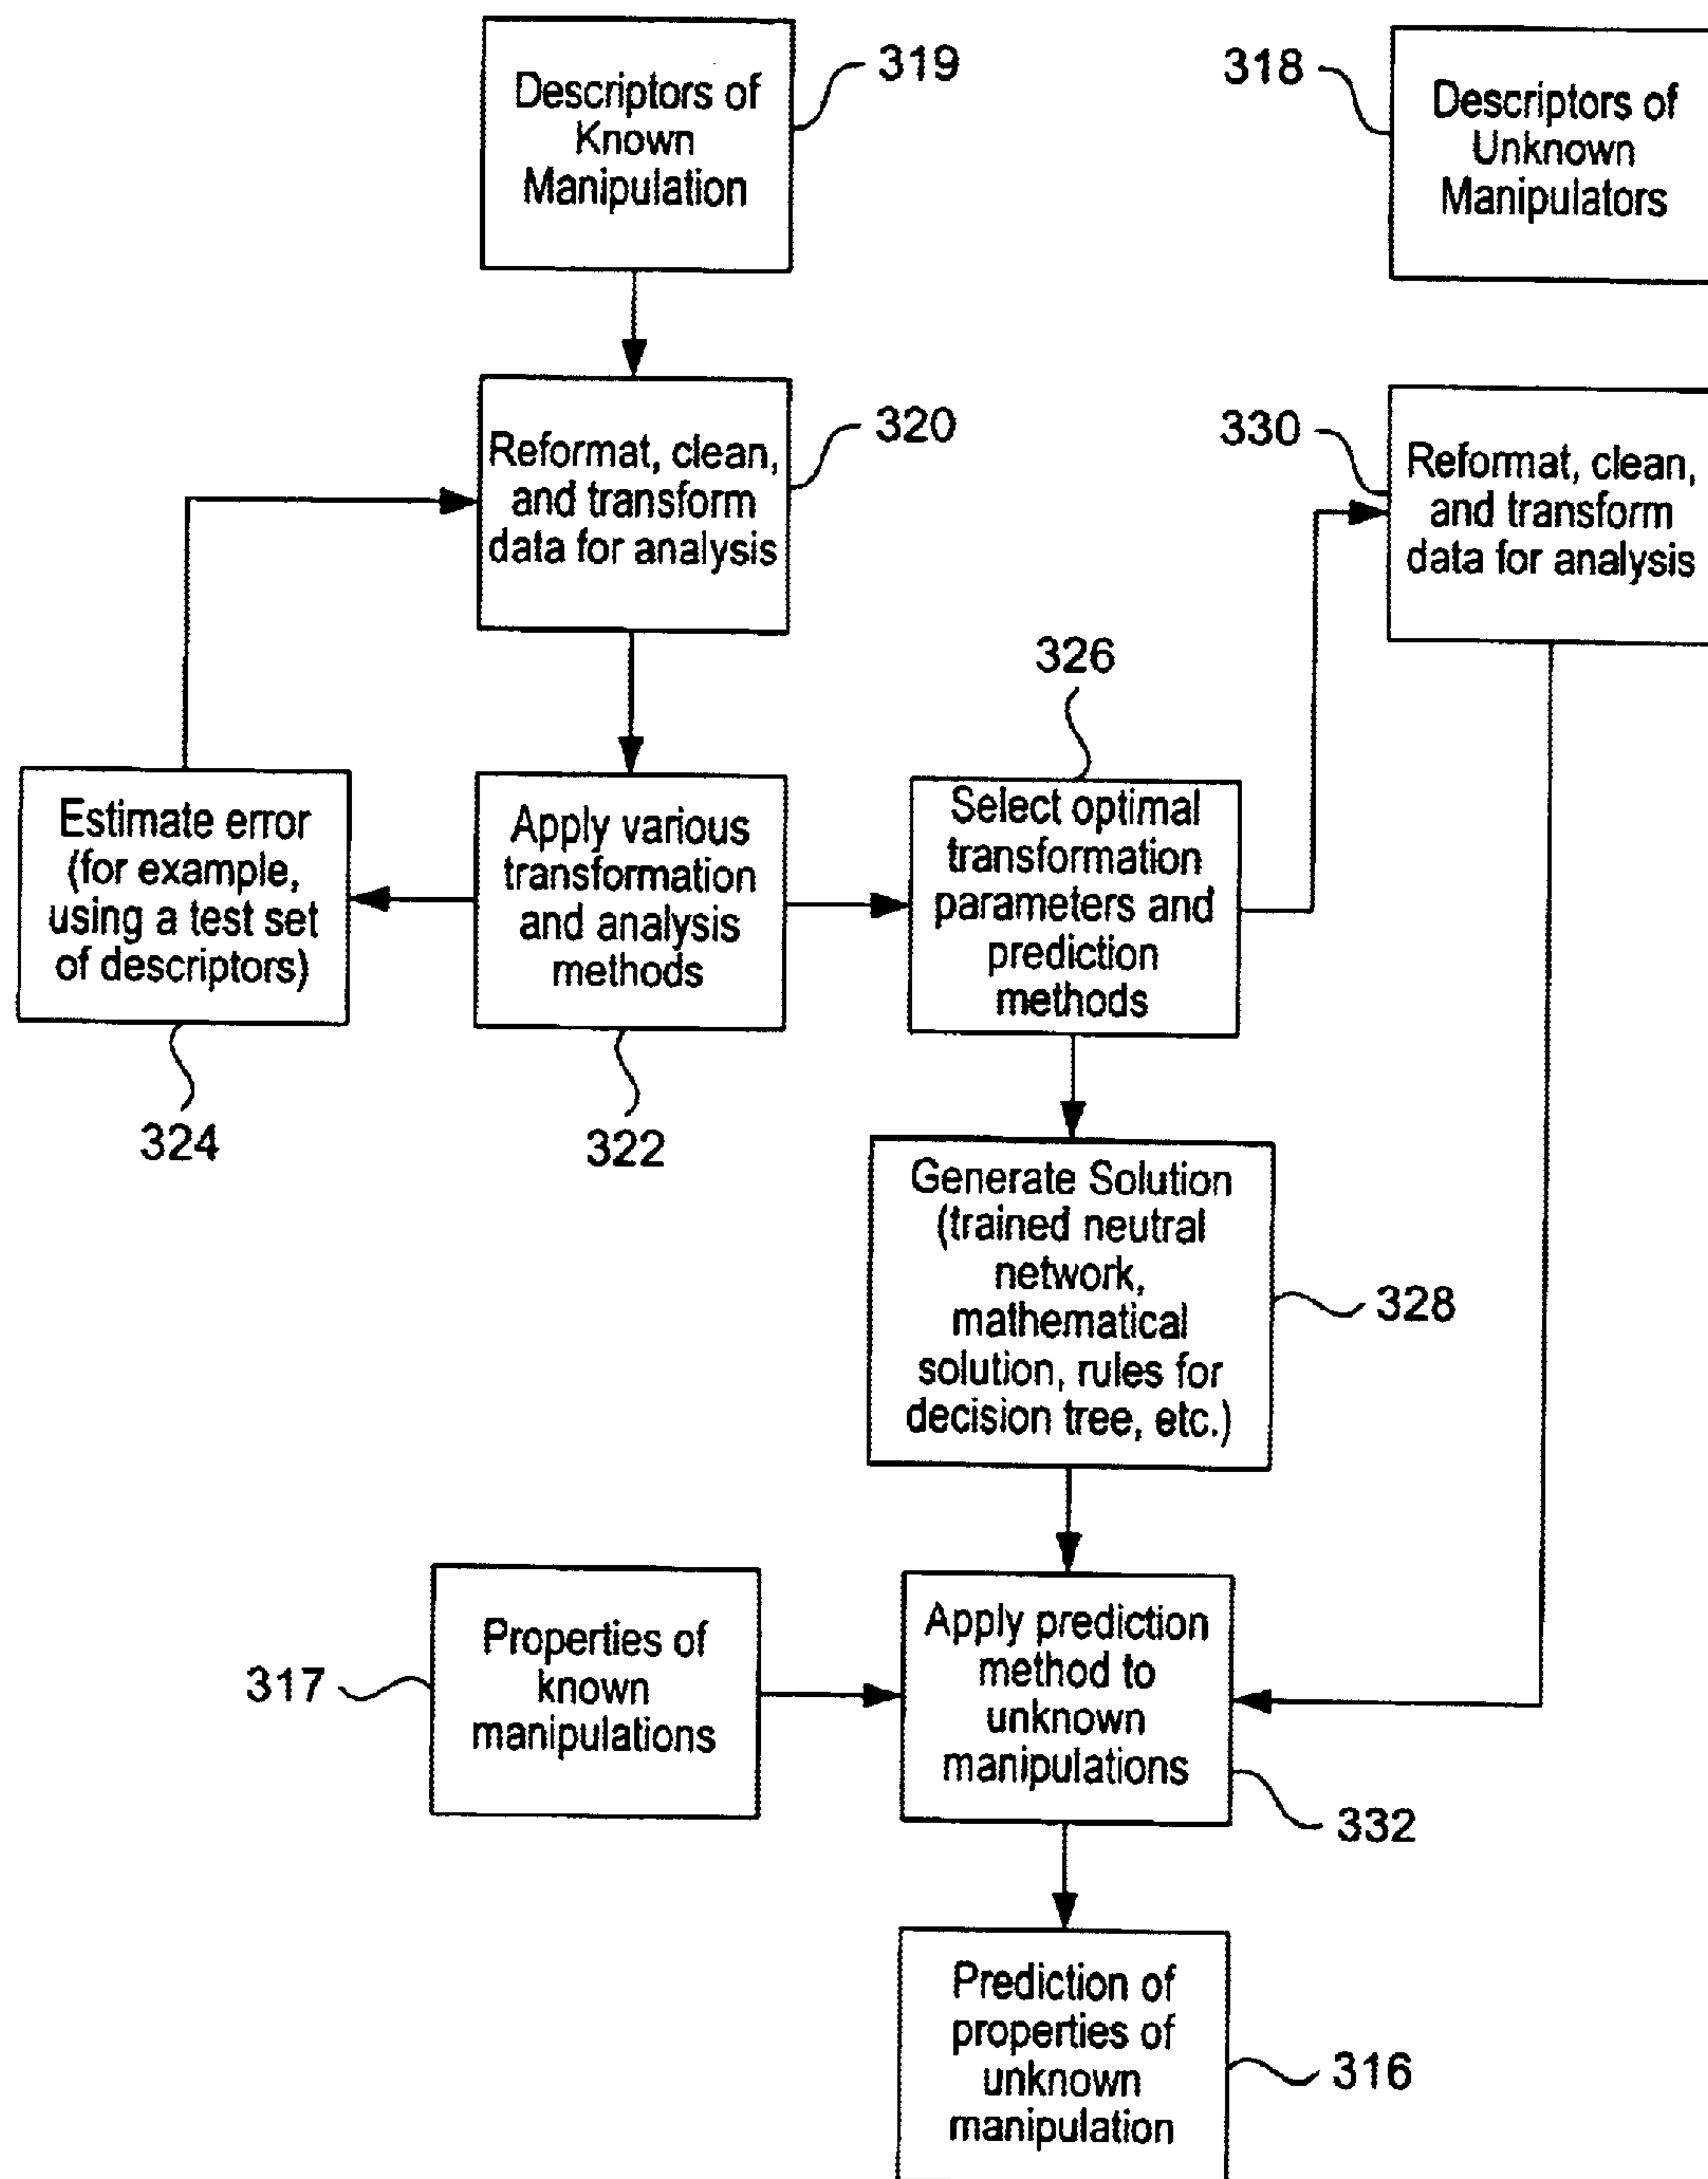 Descriptors of
Known
Manipulation
319
318
Descriptors of
Unknown
Manipulators
Reformat, clean,
and transform
data for analysis
320
330
Reformat, clean,
and transform
data for analysis
326
Estimate error
(for example,
using a test set
of descriptors)
324
Apply various
transformation
and analysis
methods
322
Select optimal
transformation
parameters and
prediction
methods
Generate Solution
(trained neutral
network,
mathematical
solution, rules for
decision tree, etc.)
328
317
Properties of
known
manipulations
Apply prediction
method to
unknown
manipulations
332
Prediction of
properties of
unknown
manipulation
316